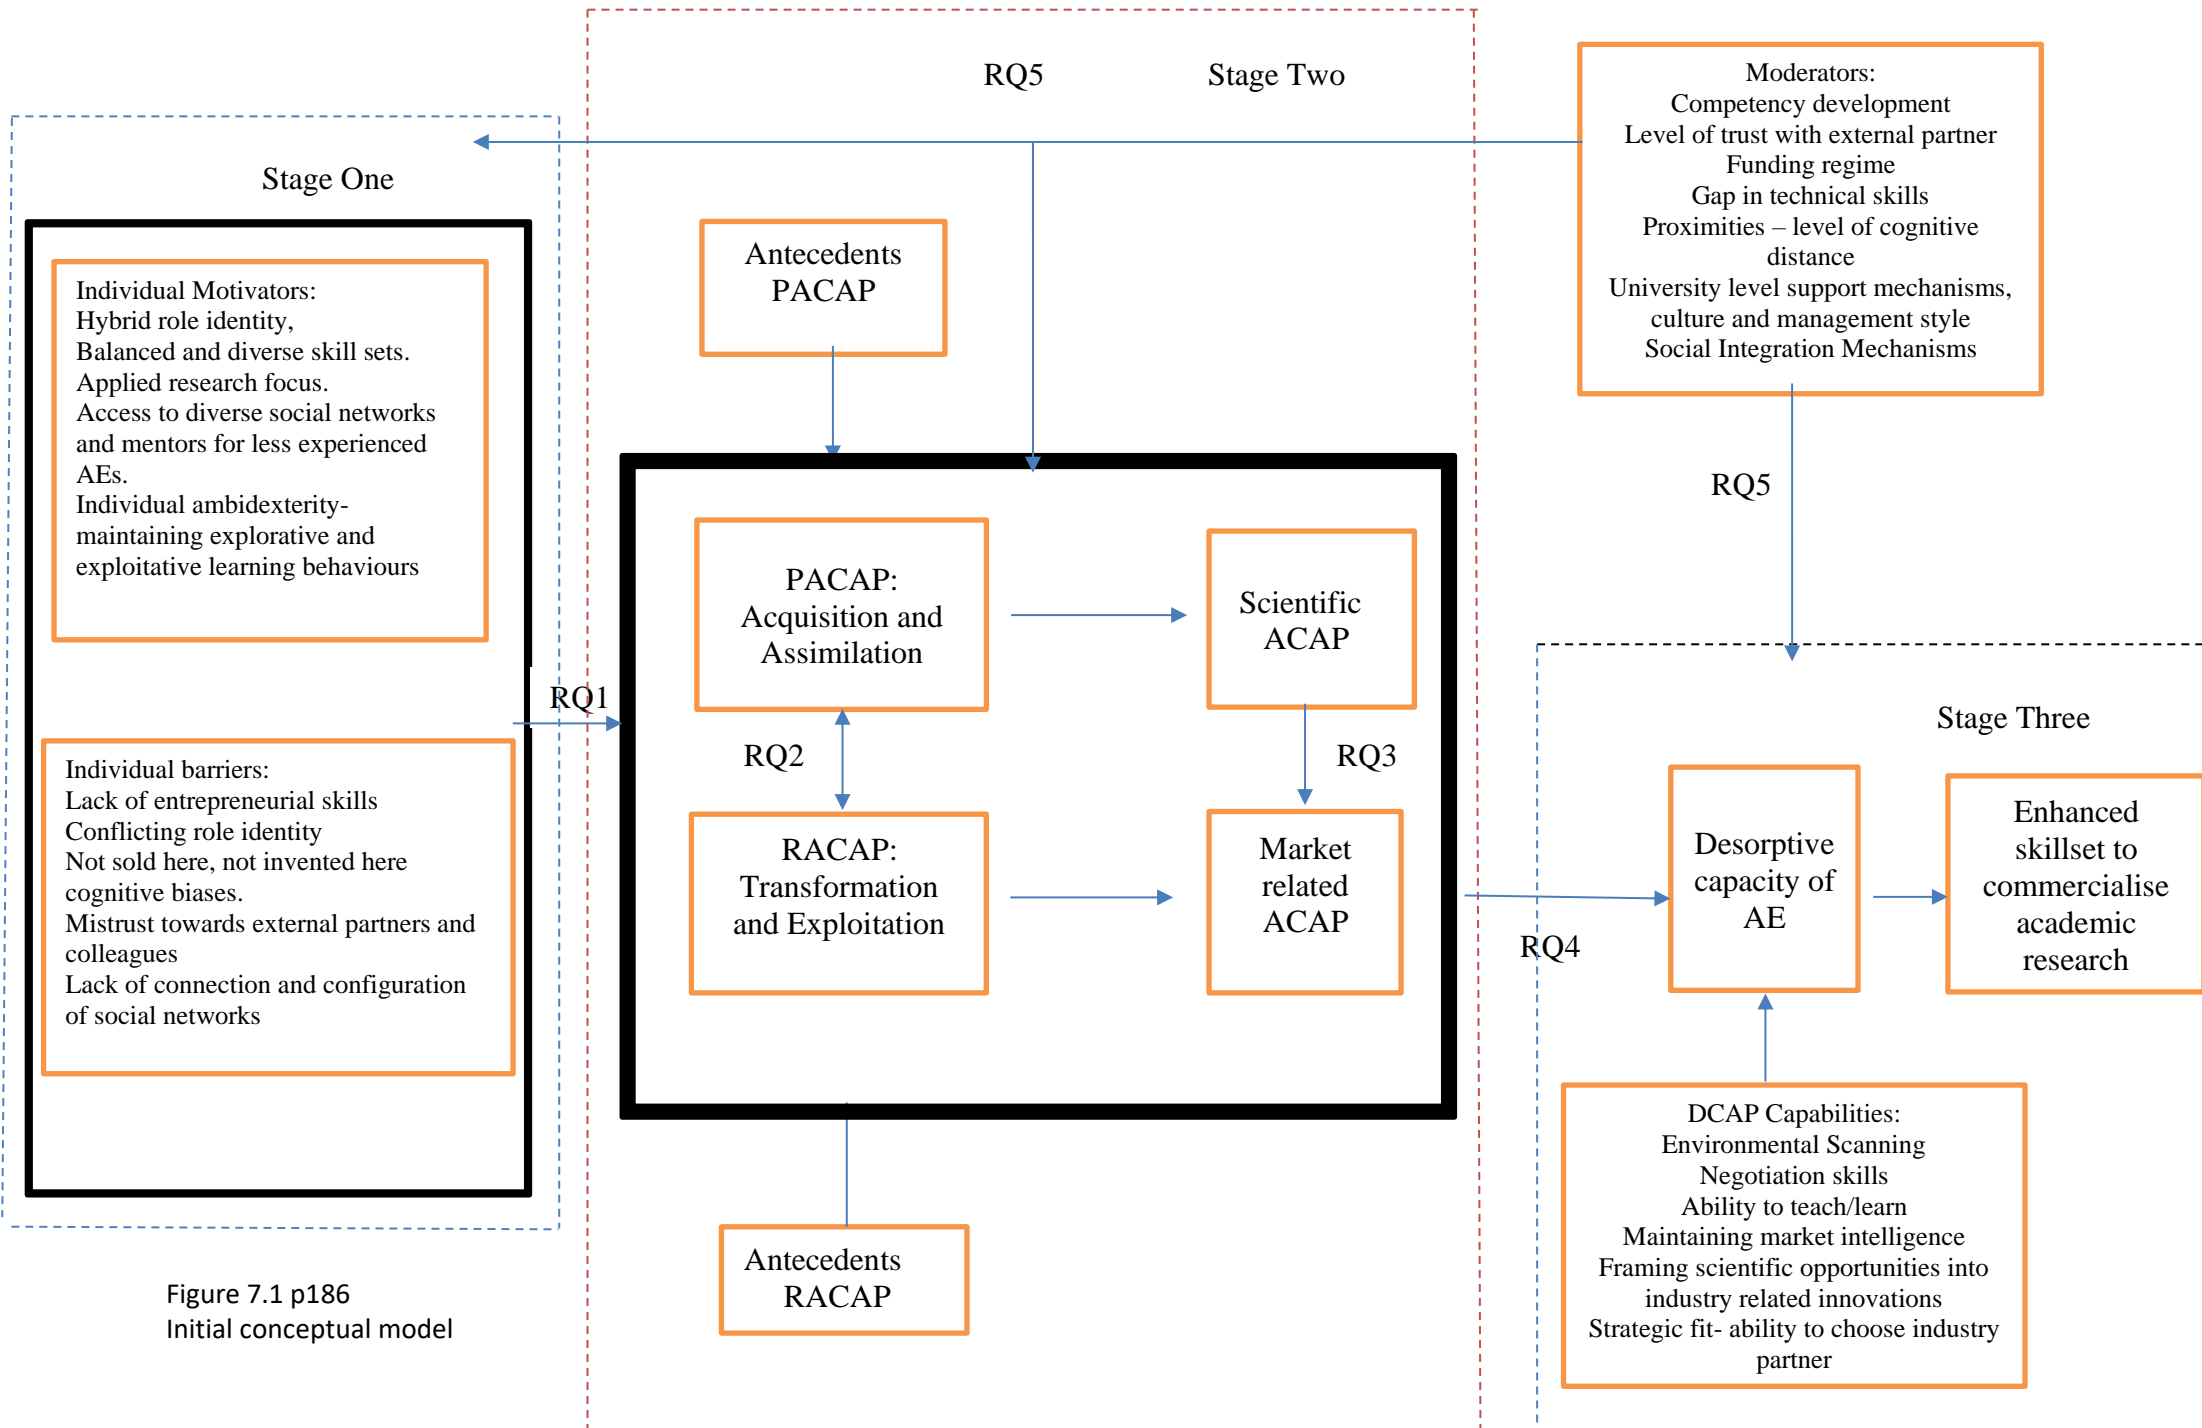 RQ5
Stage Two
Moderators:
Competency development
Level of trust with external partner
Funding regime
Gap in technical skills
Proximities – level of cognitive
distance
University level support mechanisms,
culture and management style
Social Integration Mechanisms
Stage One
Individual Motivators:
Hybrid role identity,
Balanced and diverse skill sets.
Applied research focus.
Access to diverse social networks
and mentors for less experienced
AEs.
Individual ambidexterity-
maintaining explorative and
exploitative learning behaviours
Antecedents
PACAP
RQ5
PACAP:
Acquisition and
Assimilation
Scientific
ACAP
RQ1
RQ2
RQ3
Individual barriers:
Lack of entrepreneurial skills
Conflicting role identity
Not sold here, not invented here
cognitive biases.
Mistrust towards external partners and
colleagues
Lack of connection and configuration
of social networks
RACAP:
Transformation
and Exploitation
Market
related
ACAP
RQ4
Stage Three
Desorptive
capacity of
AE
Enhanced
skillset to
commercialise
academic
research
DCAP Capabilities:
Environmental Scanning
Negotiation skills
Ability to teach/learn
Maintaining market intelligence
Framing scientific opportunities into
industry related innovations
Strategic fit- ability to choose industry
partner
Antecedents
RACAP
Figure 7.1 p186
Initial conceptual model